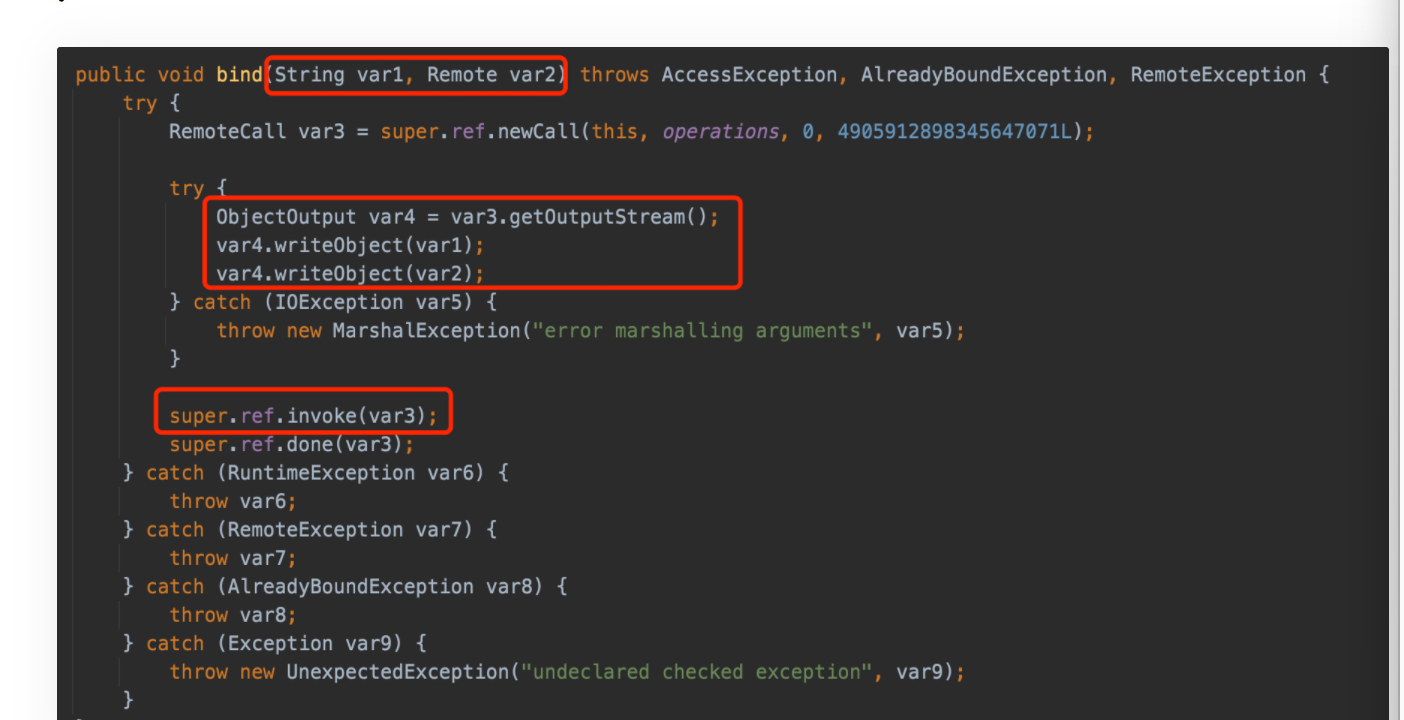 public void bind(String var1, Remote var2) throws AccessException, AlreadyBoundException, RemoteException {
    try {
        RemoteCall var3 = super.ref.newCall(this, operations, 0, 4905912898345647071L);

        try {
            ObjectOutput var4 = var3.getOutputStream();
            var4.writeObject(var1);
            var4.writeObject(var2);
        } catch (IOException var5) {
            throw new MarshalException("error marshalling arguments", var5);
        }

        super.ref.invoke(var3);
        super.ref.done(var3);
    } catch (RuntimeException var6) {
        throw var6;
    } catch (RemoteException var7) {
        throw var7;
    } catch (AlreadyBoundException var8) {
        throw var8;
    } catch (Exception var9) {
        throw new UnexpectedException("undeclared checked exception", var9);
    }